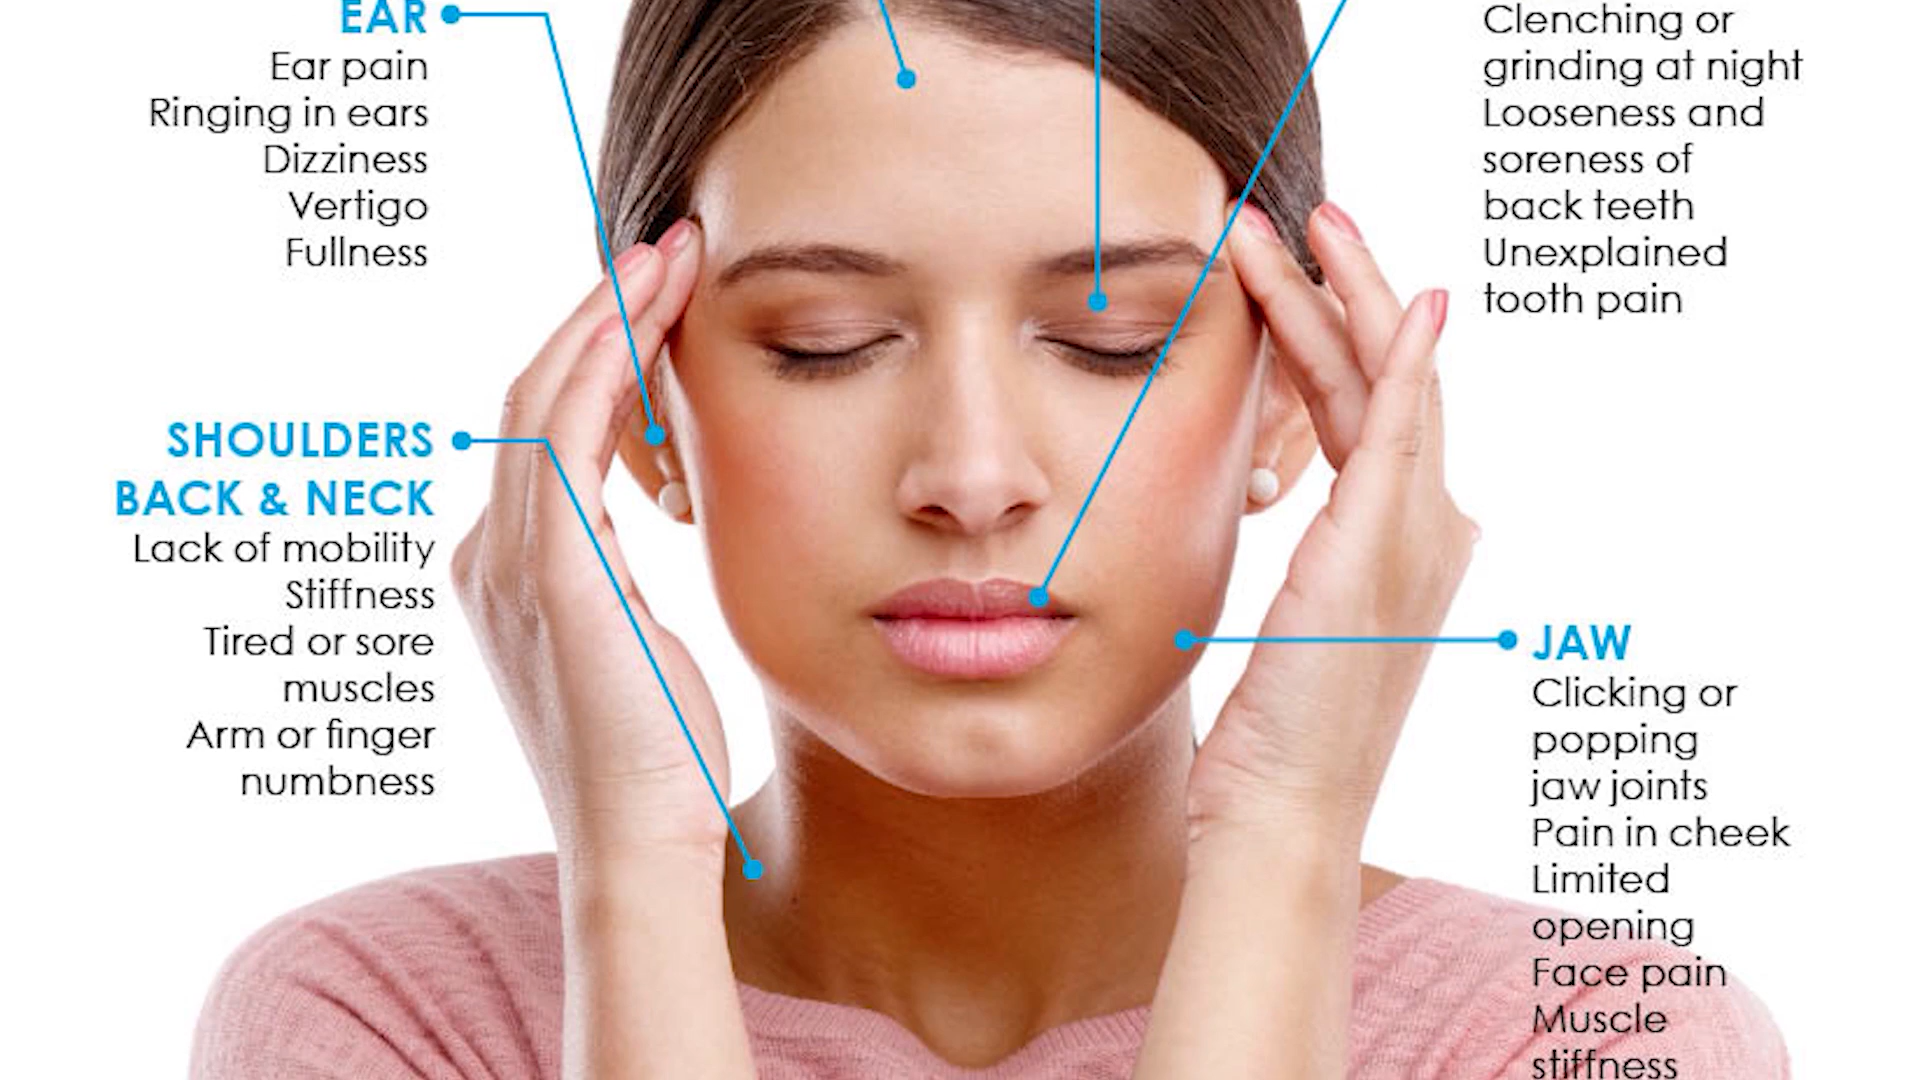 EAR
Ear pain
Ringing in ears
Dizziness
Vertigo
Fullness
SHOULDERS
BACK & NECK
Lack of mobility
Stiffness
Tired or sore
muscles
Arm or finger
numbness
Clenching or
grinding at night
Looseness and
soreness of
back teeth
Unexplained
tooth pain
JAW
Clicking or
popping
jaw joints
Pain in cheek
Limited
opening
Face pain
Muscle
stiffness